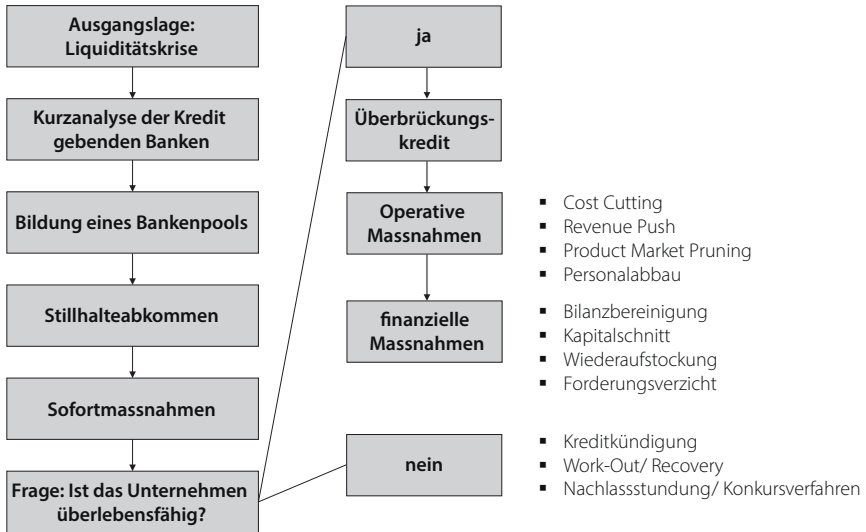 Ausgangslage:
Liquiditätskrise
Kurzanalyse der Kredit
gebenden Banken
Bildung eines Bankenpools
Stillhalteabkommen
Sofortmassnahmen
Frage: Ist das Unternehmen
überlebensfähig?
ja
Überbrückungs-
kredit
Operative
Massnahmen
▪ Cost Cutting
▪ Revenue Push
▪ Product Market Pruning
▪ Personalabbau
finanzielle
Massnahmen
▪ Bilanzbereinigung
▪ Kapitalschnitt
▪ Wiederaufstockung
▪ Forderungsverzicht
nein
▪ Kreditkündigung
▪ Work-Out/ Recovery
▪ Nachlassstundung/ Konkursverfahren